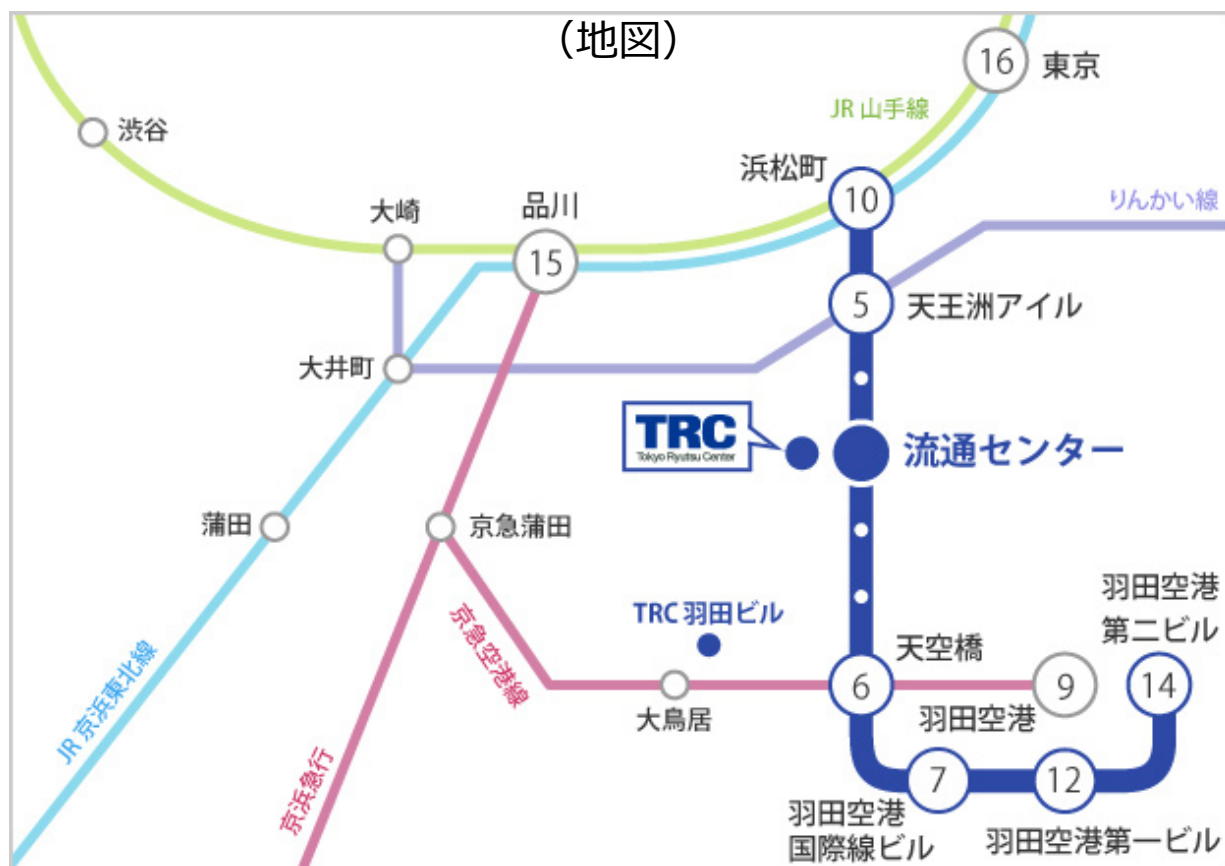 （地図）
16
東京
JR 山手線
渋谷
浜松町
10
りんかい線
大崎
品川
15
5
天王洲アイル
大井町
TRC
Tokyo Ryutsu Center
流通センター
蒲田
京急蒲田
羽田空港
第二ビル
TRC 羽田ビル
京急空港線
天空橋
6
9
14
大鳥居
羽田空港
JR 京浜東北線
京浜急行
7
12
羽田空港
国際線ビル
羽田空港第一ビル